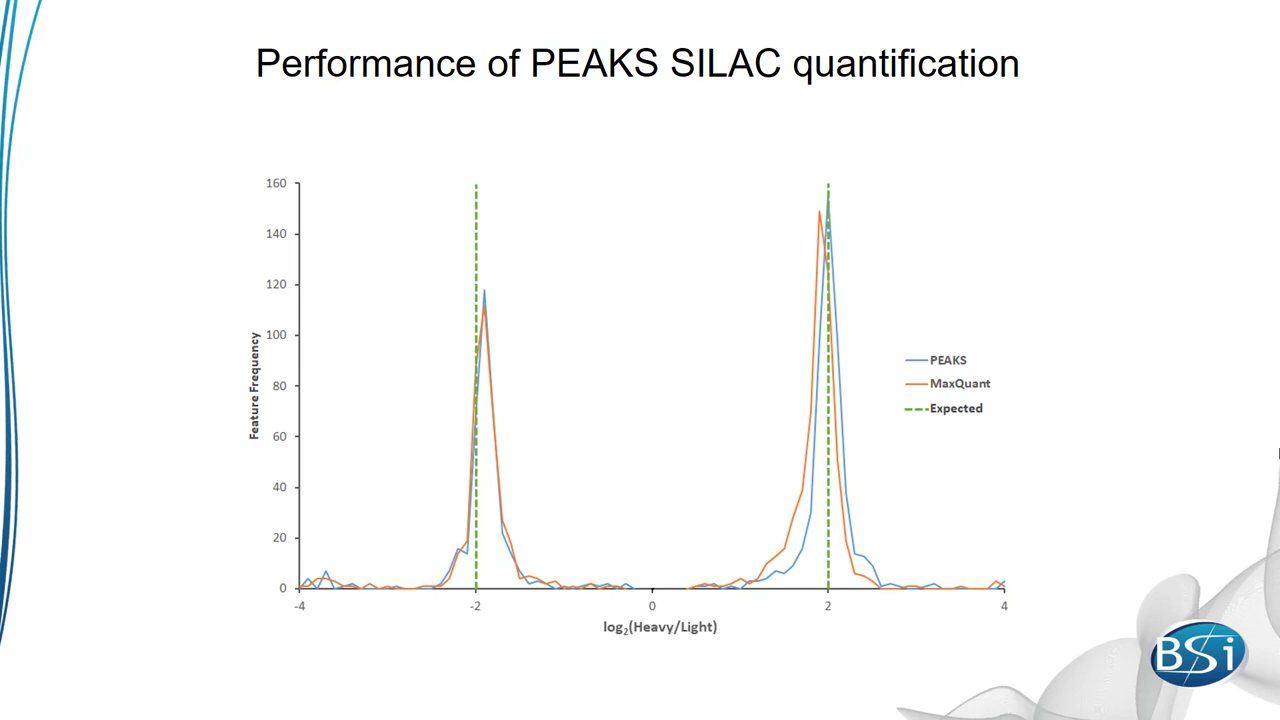 Performance of PEAKS SILAC quantification
160
140
120
100
80
60
40
20
0
Feature Frequency
-4
-2
0
2
4
log₂(Heavy/Light)
PEAKS
MaxQuant
Expected
BSi